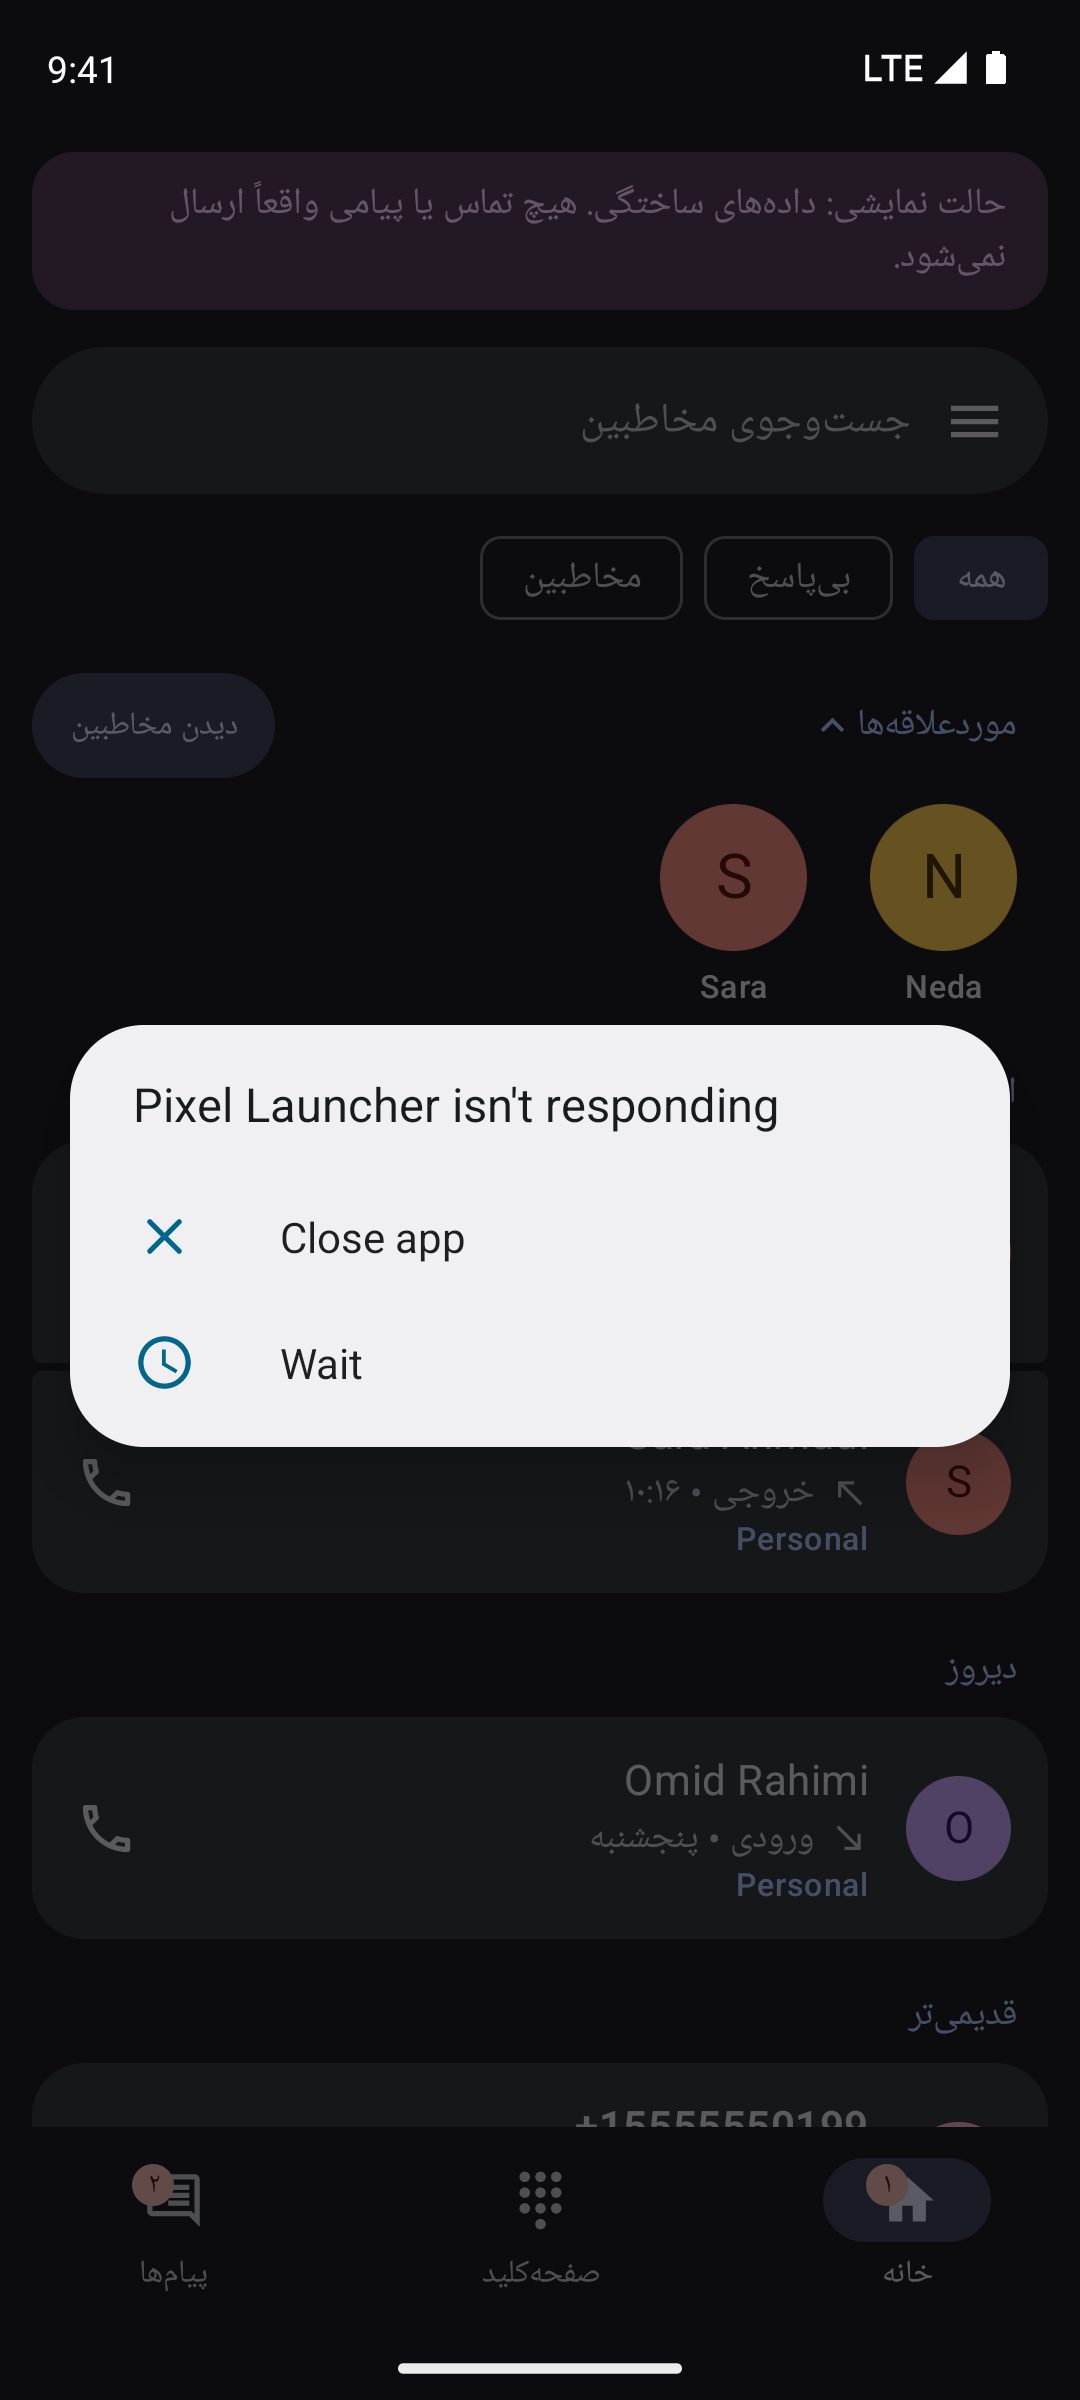 9:41
LTE
حالت نمایشی: داده‌های ساختگی. هیچ تماس یا پیامی واقعاً ارسال
نمی‌شود.
جست‌وجوی مخاطبین
همه
بی‌پاسخ
مخاطبین
موردعلاقه‌ها
دیدن مخاطبین
N
S
Neda
Sara
Pixel Launcher isn't responding
Close app
Wait
S
خروجی • ۱۰:۱۶
Personal
دیروز
Omid Rahimi
O
ورودی • پنجشنبه
Personal
قدیمی‌تر
+15555550199
۱
۲
خانه
صفحه‌کلید
پیام‌ها